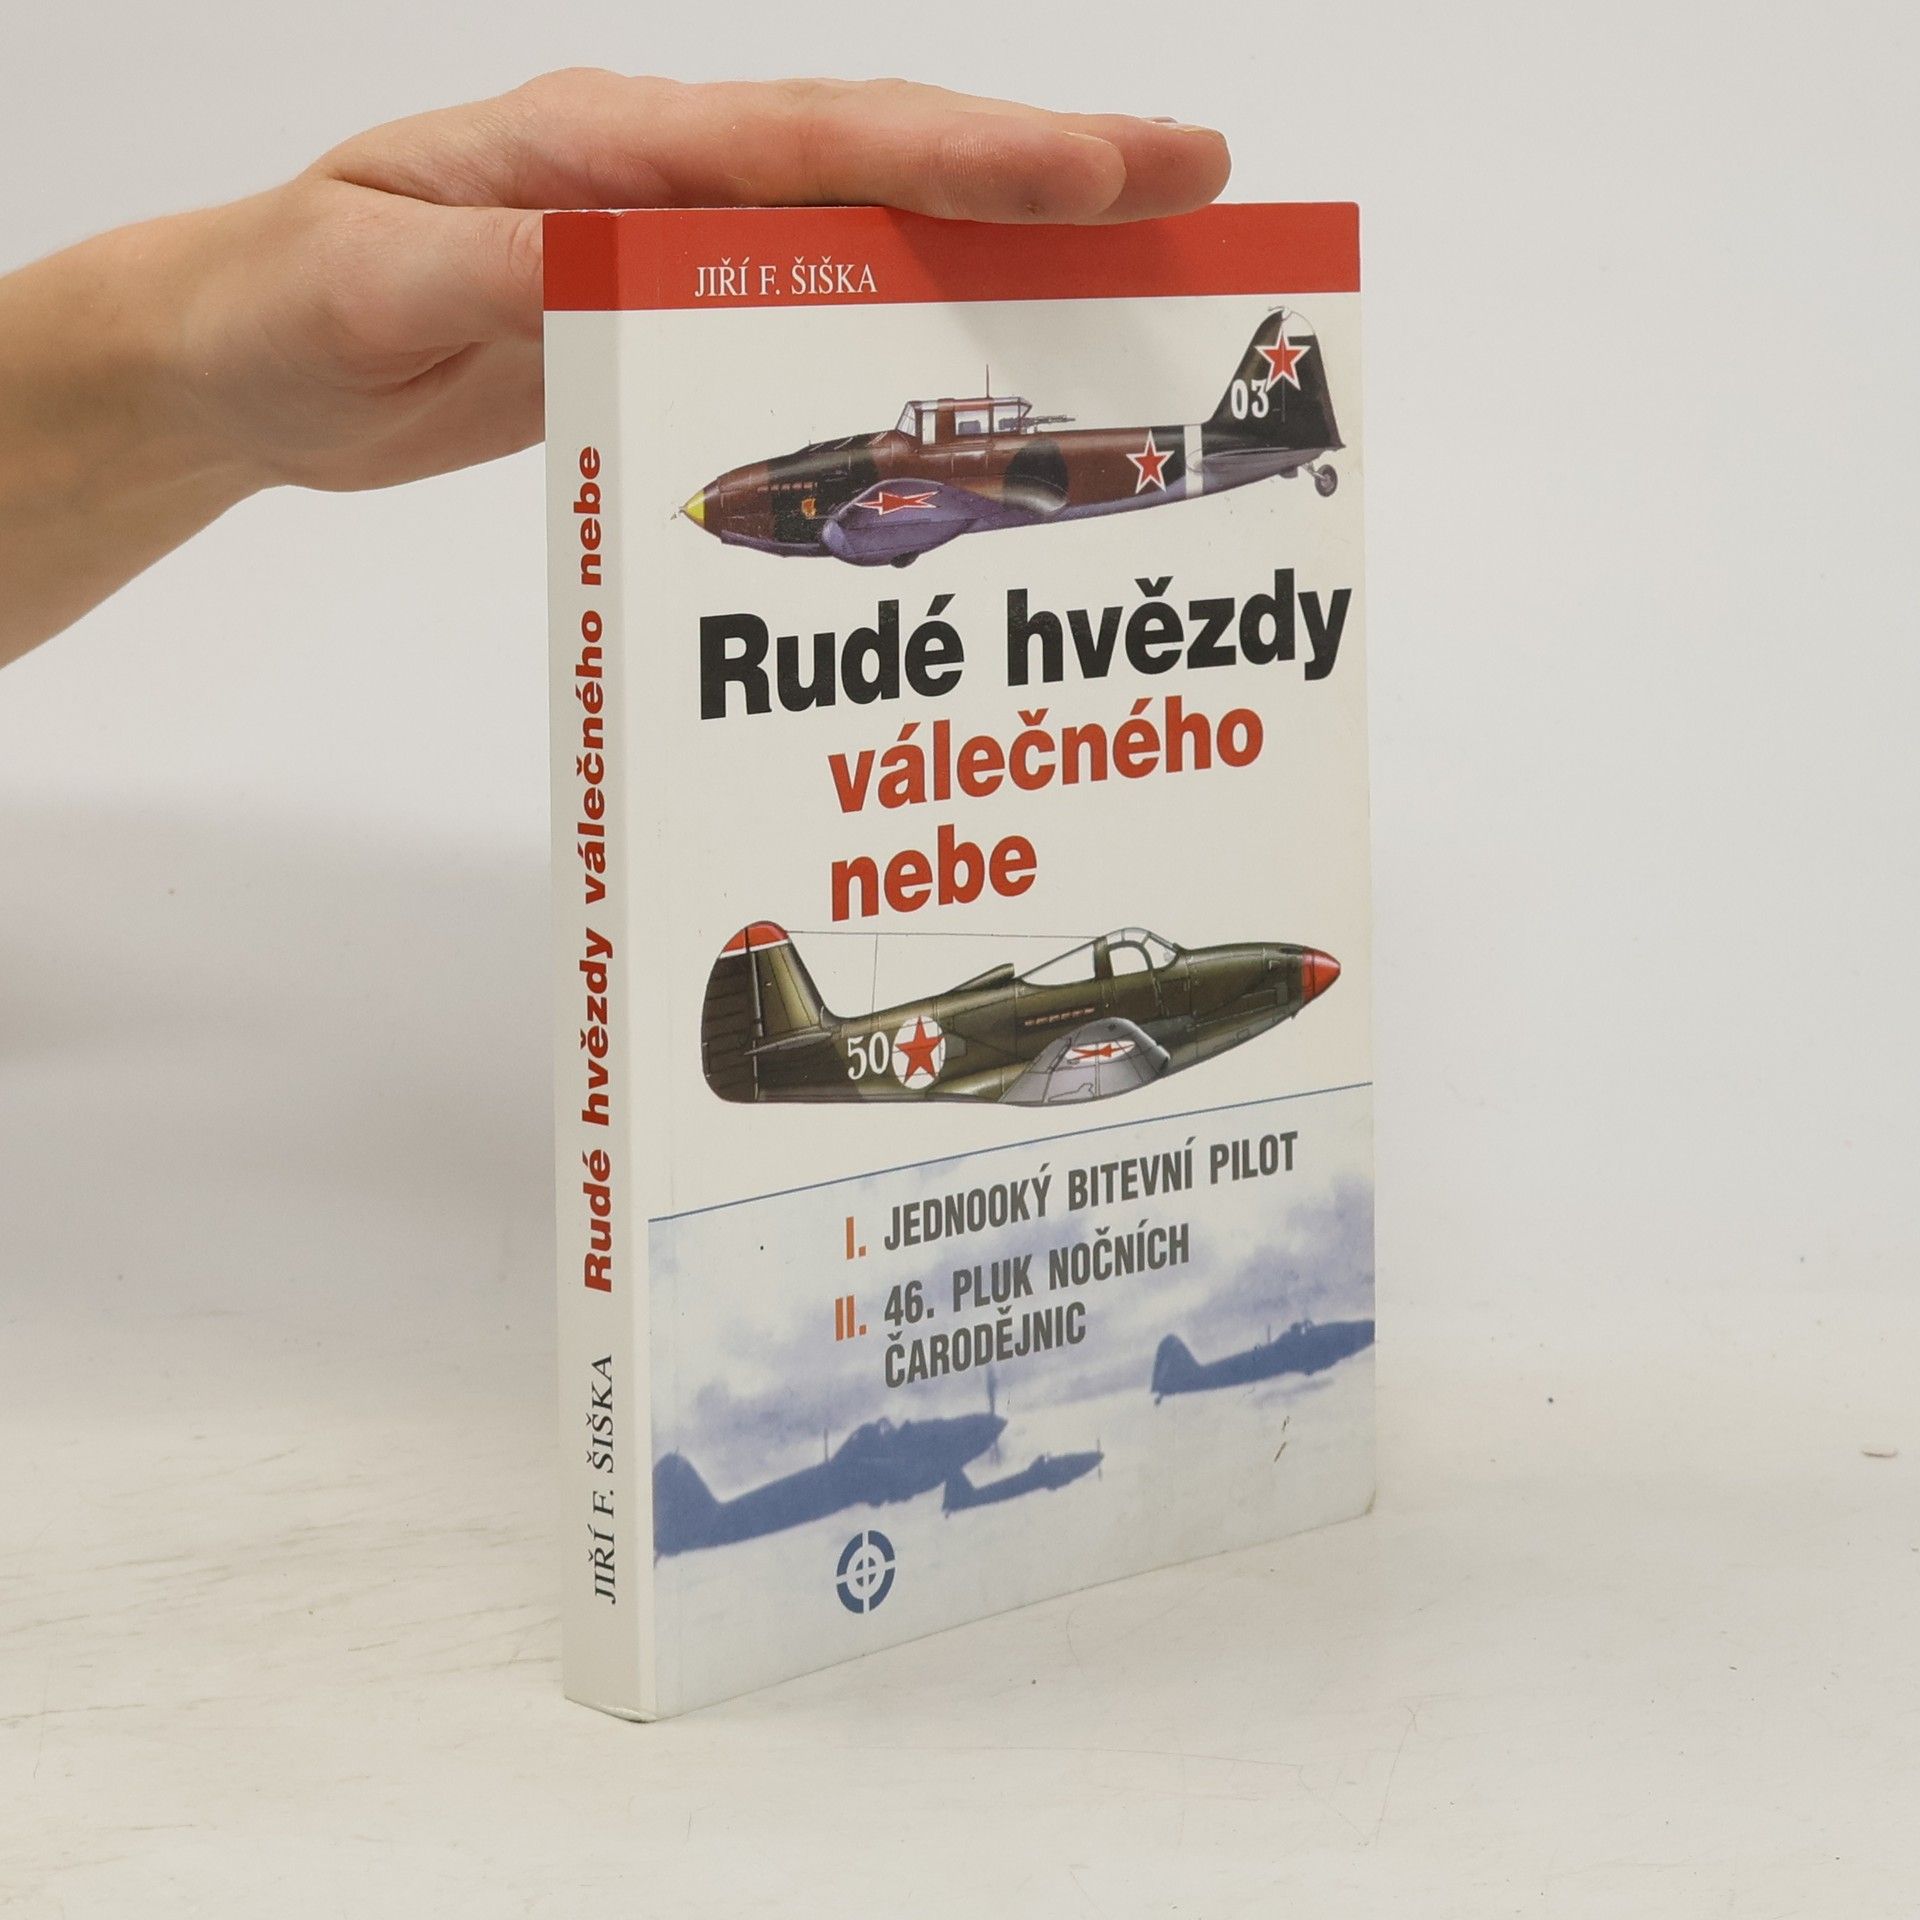 JIŘÍ F. ŠIŠKA
03
Rudé hvězdy
válečného
nebe
50
I. JEDNOOKÝ BITEVNÍ PILOT
II. 46. PLUK NOČNÍCH
ČARODĚJNIC
JIŘÍ F. ŠIŠKA Rudé hvězdy válečného nebe